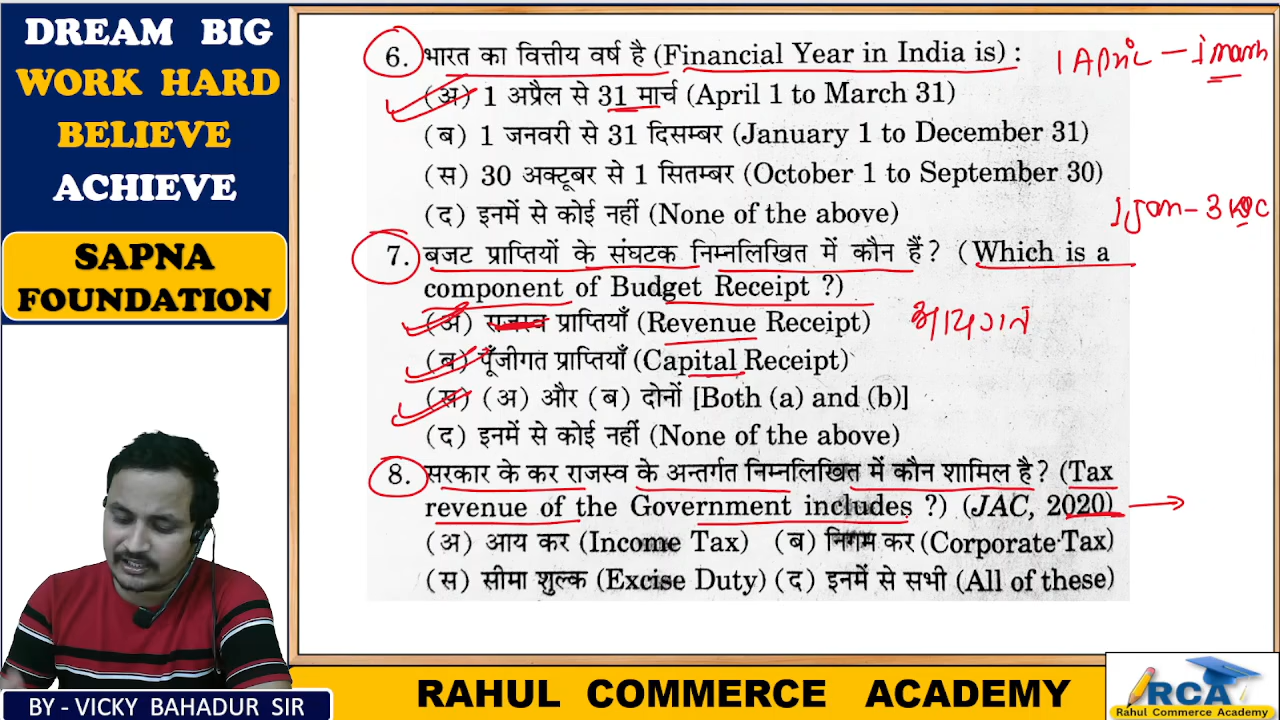 DREAM BIG
WORK HARD
BELIEVE
ACHIEVE
SAPNA
FOUNDATION
6. भारत का वित्तीय वर्ष है (Financial Year in India is) :
1 April – 1 march
(अ) 1 अप्रैल से 31 मार्च (April 1 to March 31)
(ब) 1 जनवरी से 31 दिसम्बर (January 1 to December 31)
(स) 30 अक्टूबर से 1 सितम्बर (October 1 to September 30)
(द) इनमें से कोई नहीं (None of the above)
1 Jan –
7. बजट प्राप्तियों के संघटक निम्नलिखित में कौन हैं? (Which is a
component of Budget Receipt ?)
(अ) राजस्व प्राप्तियाँ (Revenue Receipt)
आयगत
(ब) पूँजीगत प्राप्तियाँ (Capital Receipt)
(स) (अ) और (ब) दोनों [Both (a) and (b)]
(द) इनमें से कोई नहीं (None of the above)
8. सरकार के कर राजस्व के अन्तर्गत निम्नलिखित में कौन शामिल है? (Tax
revenue of the Government includes ?) (JAC, 2020)
(अ) आय कर (Income Tax) (ब) निगम कर (Corporate Tax)
(स) सीमा शुल्क (Excise Duty) (द) इनमें से सभी (All of these)
BY - VICKY BAHADUR SIR
RAHUL COMMERCE ACADEMY
RCA
Rahul Commerce Academy